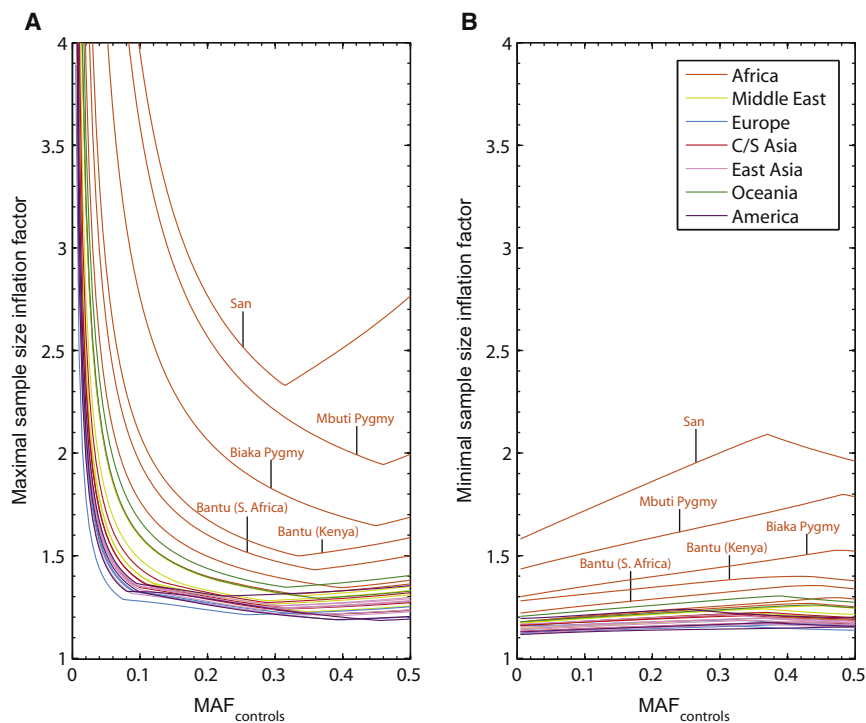 A
B
Maximal sample size inflation factor
4
3.5
3
2.5
2
1.5
1
0
0.1
0.2
0.3
0.4
0.5
MAFcontrols
San
Mbuti Pygmy
Biaka Pygmy
Bantu (S. Africa)
Bantu (Kenya)
Minimal sample size inflation factor
4
3.5
3
2.5
2
1.5
1
0
0.1
0.2
0.3
0.4
0.5
MAFcontrols
Africa
Middle East
Europe
C/S Asia
East Asia
Oceania
America
San
Mbuti Pygmy
Biaka Pygmy
Bantu (Kenya)
Bantu (S. Africa)